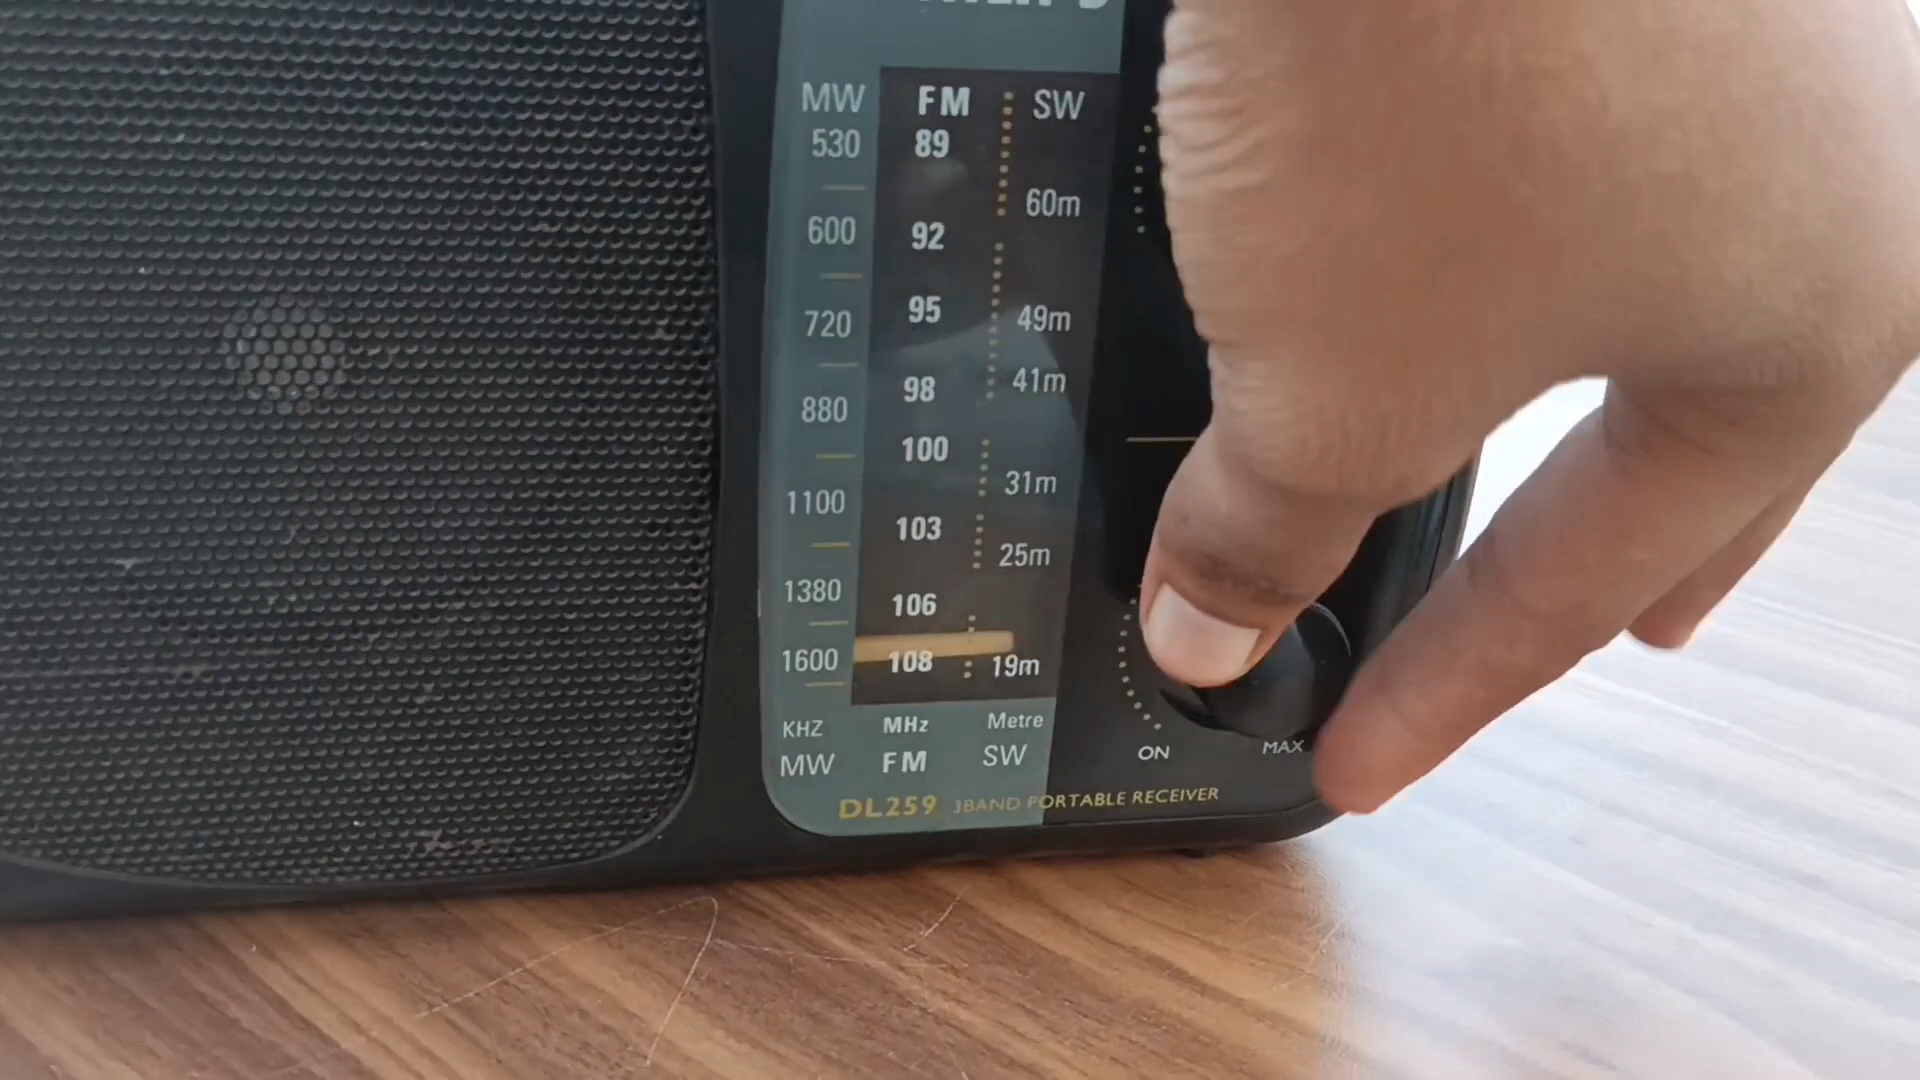 MW FM SW
530 89
60m
600 92
720 95 49m
880 98 41m
100
1100 103 31m
25m
1380 106
1600 108 19m
KHZ MHz Metre
MW FM SW
ON MAX
DL259 3BAND PORTABLE RECEIVER